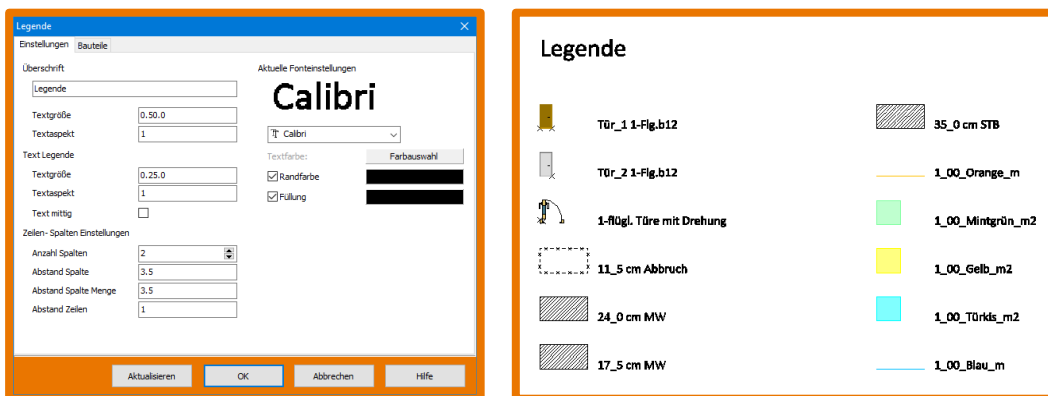 Legende
Einstellungen Bauteile
Überschrift
Legende
Textgröße 0.50.0
Textaspekt 1
Text Legende
Textgröße 0.25.0
Textaspekt 1
Text mittig
Zeilen- Spalten Einstellungen
Anzahl Spalten 2
Abstand Spalte 3.5
Abstand Spalte Menge 3.5
Abstand Zeilen 1
Aktuelle Fonteinstellungen
Calibri
Calibri
Textfarbe: Farbauswahl
Randfarbe
Füllung
Aktualisieren OK Abbrechen Hilfe
Legende
Tür_1 1-Flg.b12
Tür_2 1-Flg.b12
1-flügl. Türe mit Drehung
11_5 cm Abbruch
24_0 cm MW
17_5 cm MW
35_0 cm STB
1_00_Orange_m
1_00_Mintgrün_m2
1_00_Gelb_m2
1_00_Türkis_m2
1_00_Blau_m